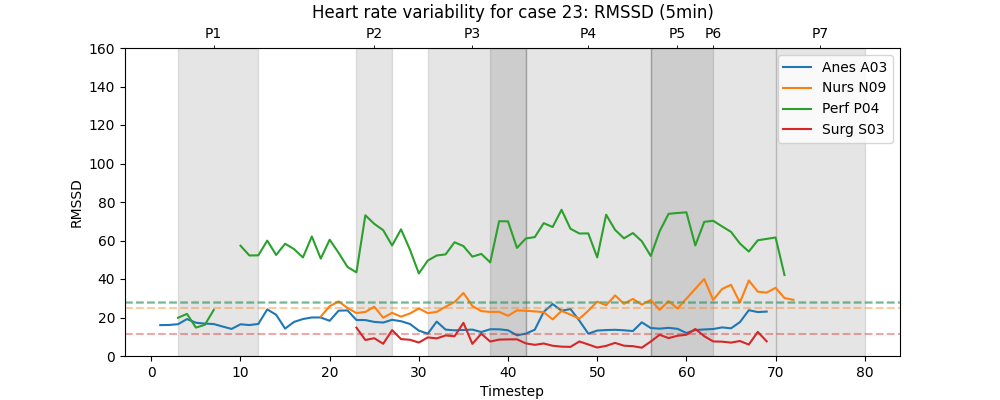 Heart rate variability for case 23: RMSSD (5min)
P1 P2 P3 P4 P5 P6 P7
160
140
120
100
80
60
40
20
0
RMSSD
Anes A03
Nurs N09
Perf P04
Surg S03
0 10 20 30 40 50 60 70 80
Timestep